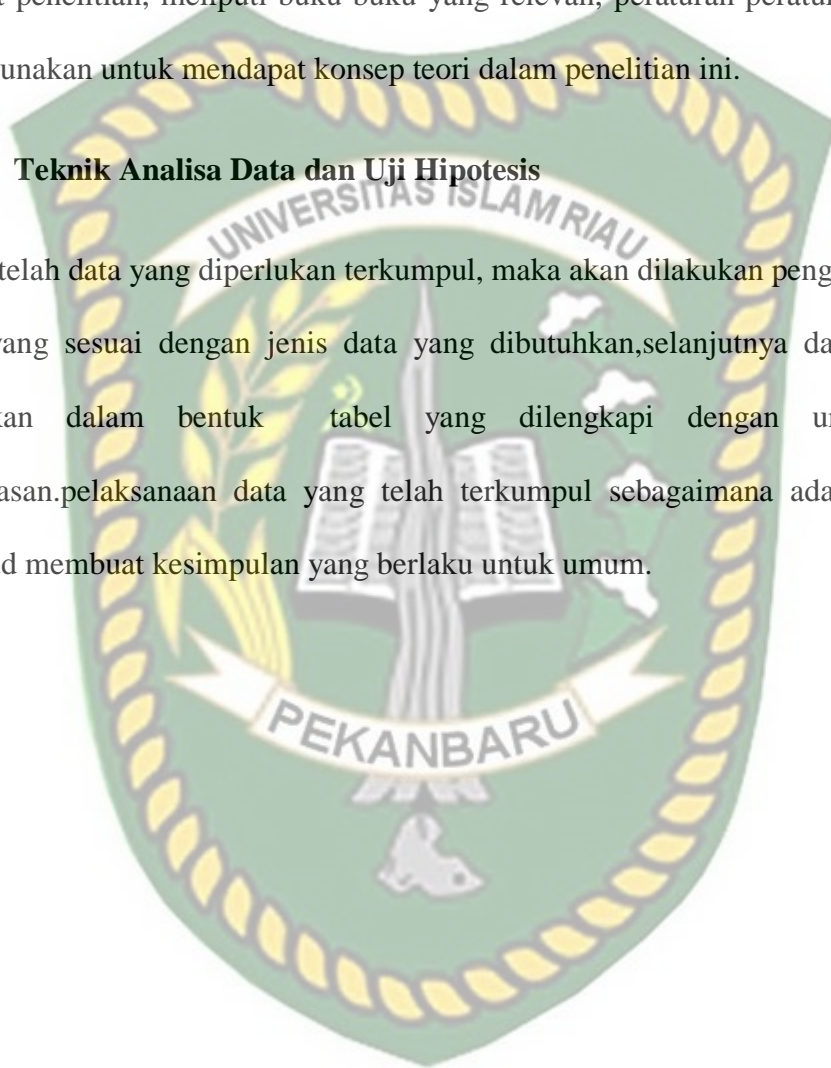 penelitian, meliputi buku-buku yang relevan, peraturan-peratu
unakan untuk mendapat konsep teori dalam penelitian ini.
Teknik Analisa Data dan Uji Hipotesis
UNIVERSITAS ISLAM RIAU
telah data yang diperlukan terkumpul, maka akan dilakukan peng
yang sesuai dengan jenis data yang dibutuhkan,selanjutnya da
kan dalam bentuk tabel yang dilengkapi dengan u
asan.pelaksanaan data yang telah terkumpul sebagaimana ada
d membuat kesimpulan yang berlaku untuk umum.
PEKANBARU